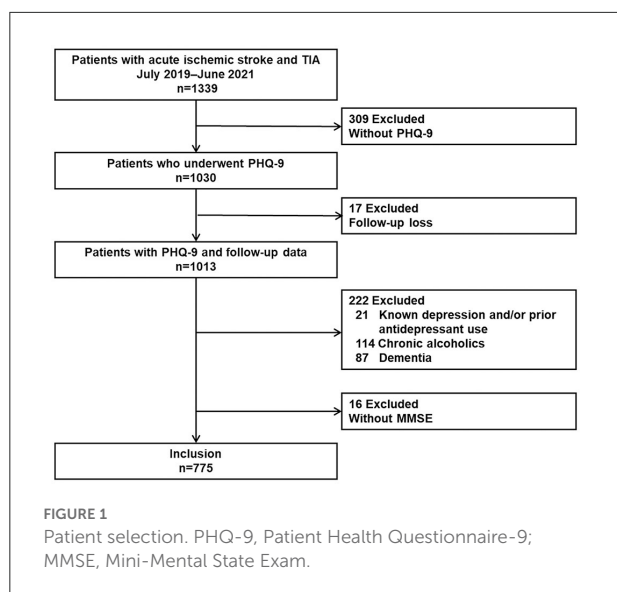 Patients with acute ischemic stroke and TIA
July 2019–June 2021
n=1339
309 Excluded
Without PHQ-9
Patients who underwent PHQ-9
n=1030
17 Excluded
Follow-up loss
Patients with PHQ-9 and follow-up data
n=1013
222 Excluded
21 Known depression and/or prior
antidepressant use
114 Chronic alcoholics
87 Dementia
16 Excluded
Without MMSE
Inclusion
n=775
FIGURE 1
Patient selection. PHQ-9, Patient Health Questionnaire-9;
MMSE, Mini-Mental State Exam.